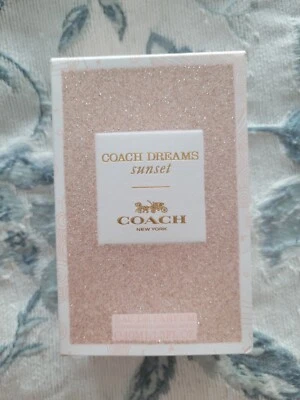 COACH DREAMS
sunset
COACH
NEW YORK